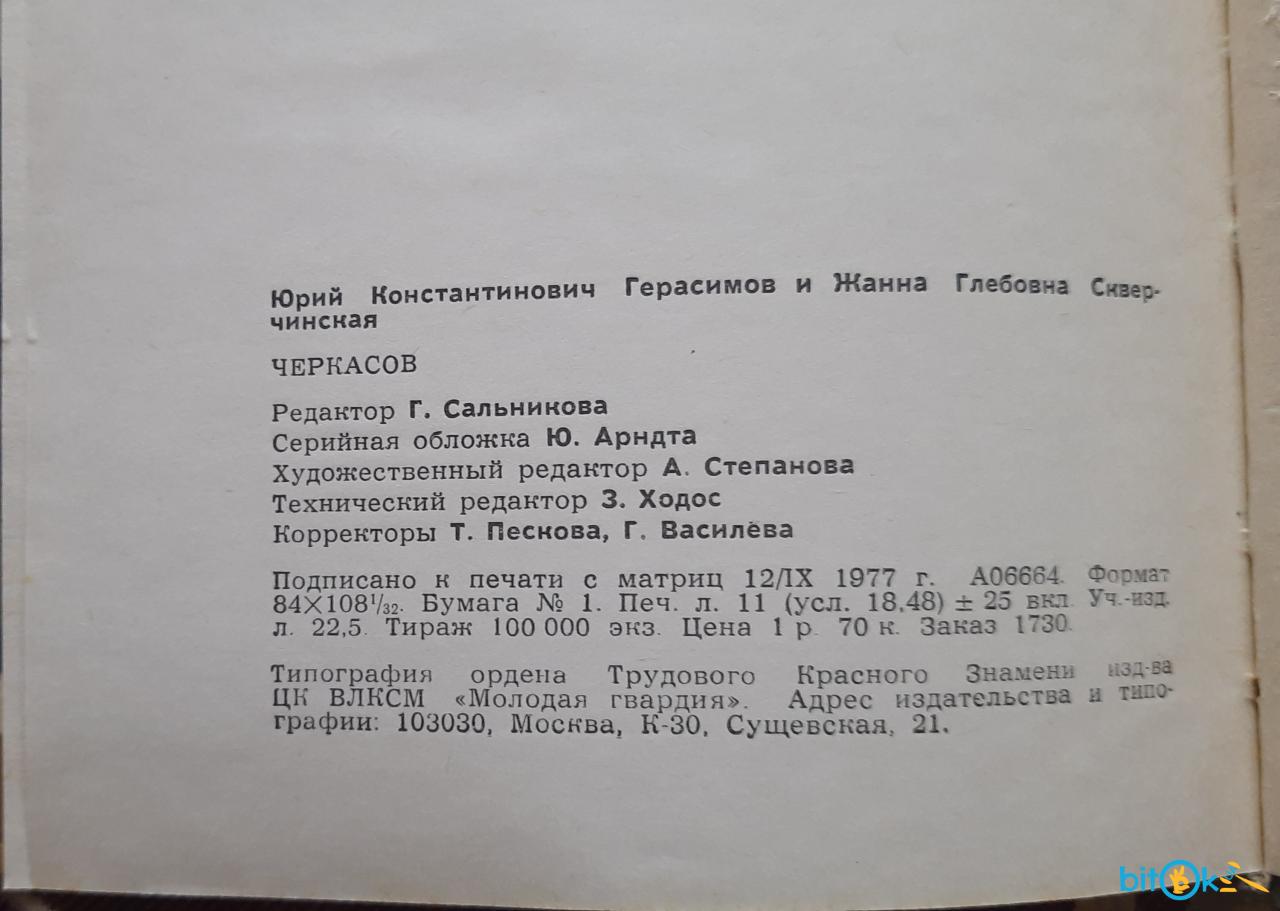 Юрий Константинович Герасимов и Жанна Глебовна Сквер-
чинская
ЧЕРКАСОВ
Редактор Г. Сальникова
Серийная обложка Ю. Арндта
Художественный редактор А. Степанова
Технический редактор З. Ходос
Корректоры Т. Пескова, Г. Василёва
Подписано к печати с матриц 12/IX 1977 г. А06664. Формат
84×108¹/₃₂. Бумага № 1. Печ. л. 11 (усл. 18,48) ± 25 вкл. Уч.-изд.
л. 22,5. Тираж 100 000 экз. Цена 1 р. 70 к. Заказ 1730.
Типография ордена Трудового Красного Знамени изд-ва
ЦК ВЛКСМ «Молодая гвардия». Адрес издательства и типо-
графии: 103030, Москва, К-30, Сущевская, 21.
bitOk